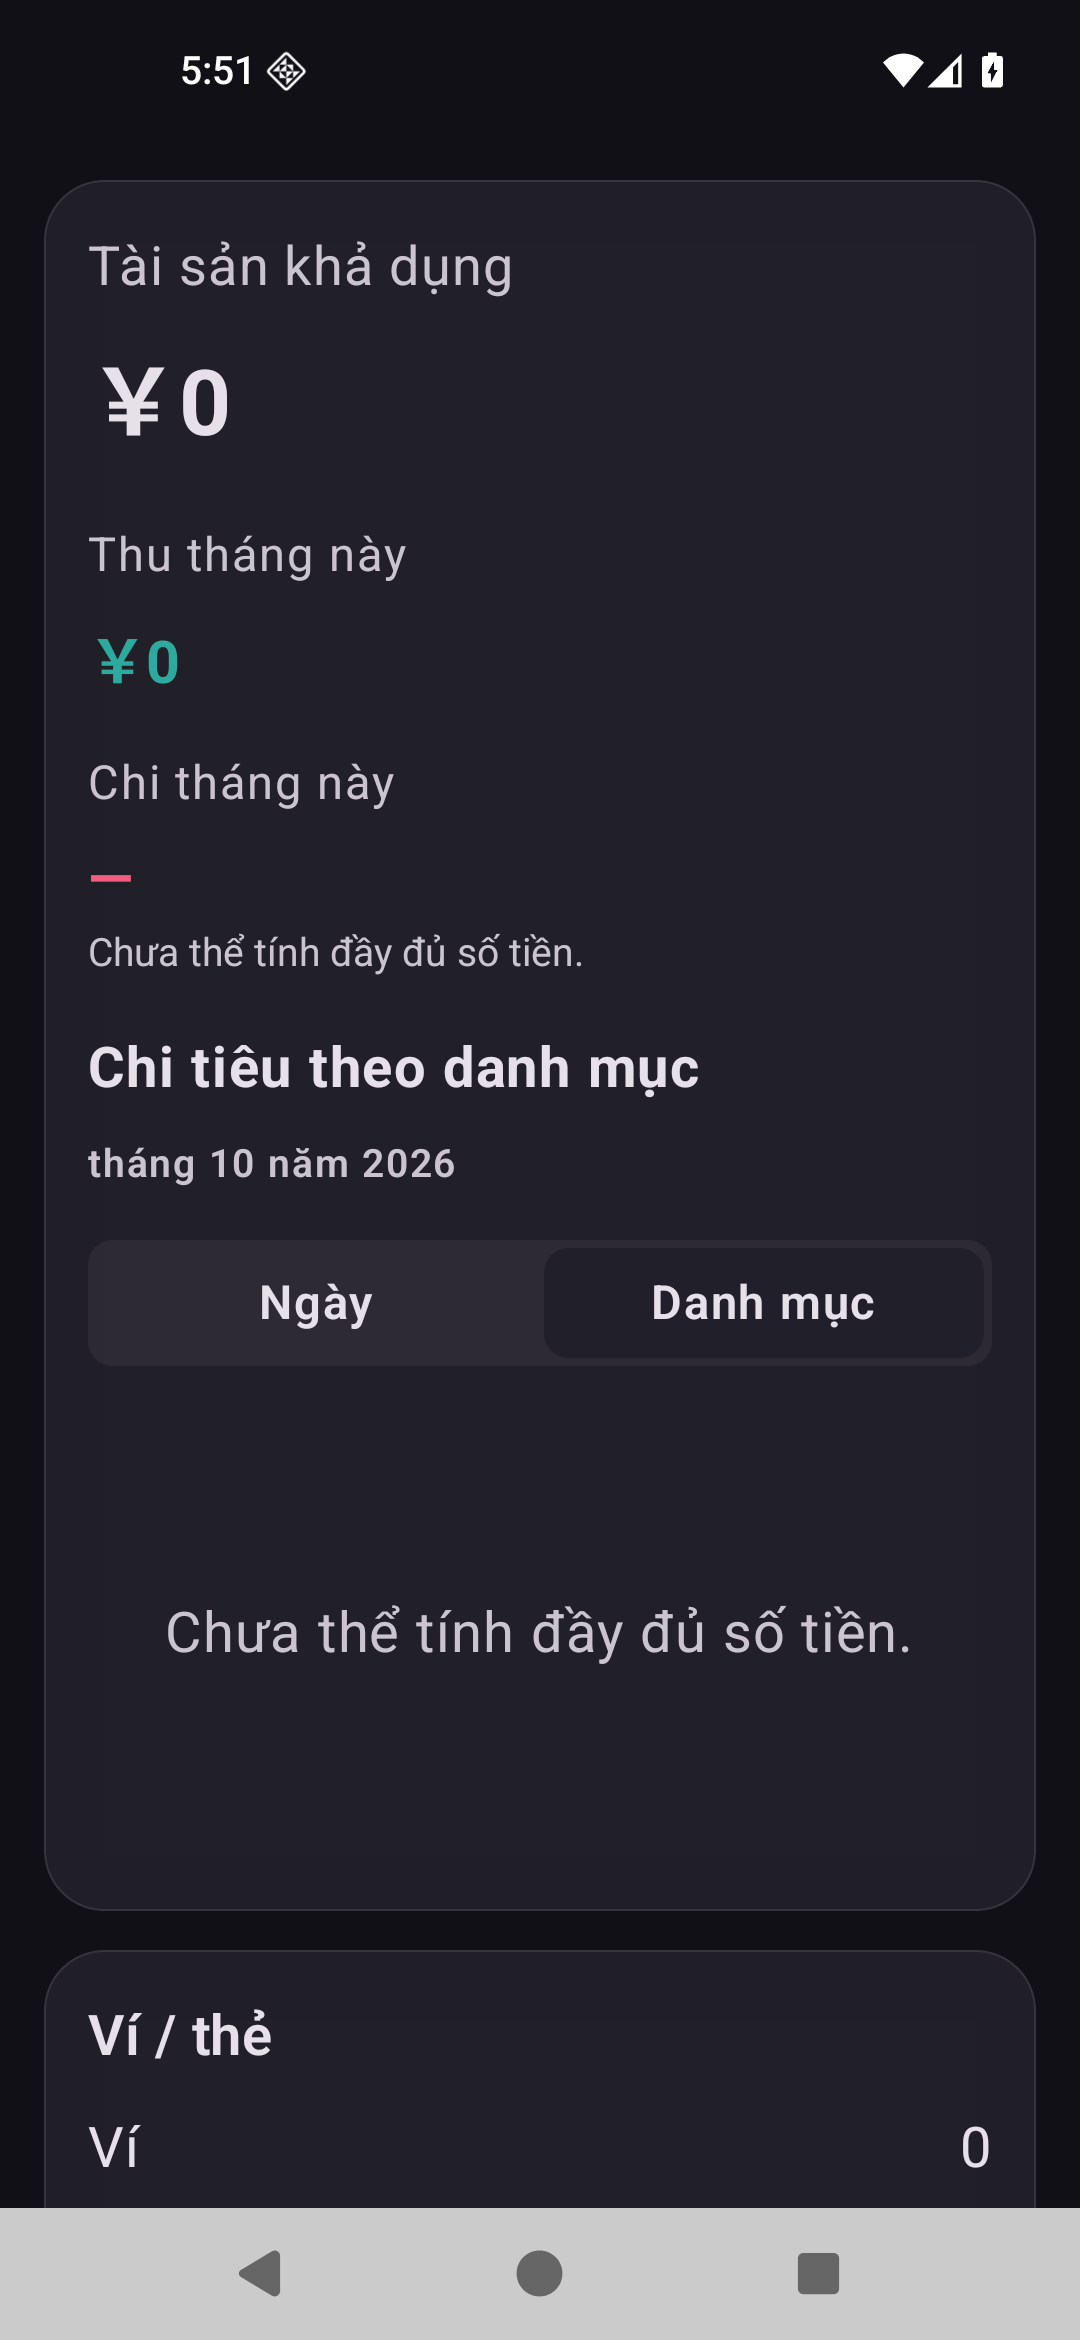 5:51
Tài sản khả dụng
￥0
Thu tháng này
￥0
Chi tháng này
—
Chưa thể tính đầy đủ số tiền.
Chi tiêu theo danh mục
tháng 10 năm 2026
Ngày
Danh mục
Chưa thể tính đầy đủ số tiền.
Ví / thẻ
Ví 0